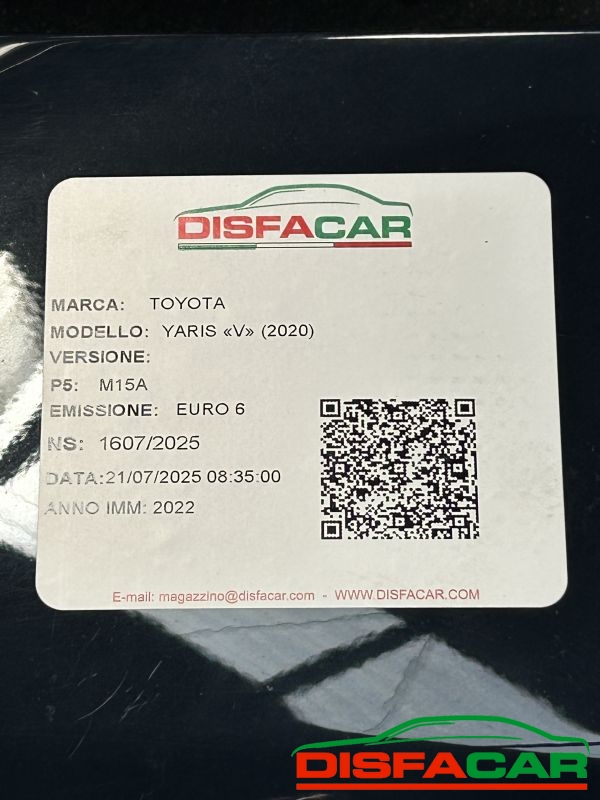 DISFACAR
MARCA: TOYOTA
MODELLO: YARIS «V» (2020)
VERSIONE:
P5: M15A
EMISSIONE: EURO 6
NS: 1607/2025
DATA:21/07/2025 08:35:00
ANNO IMM: 2022
E-mail: magazzino@disfacar.com - WWW.DISFACAR.COM
DISFACAR